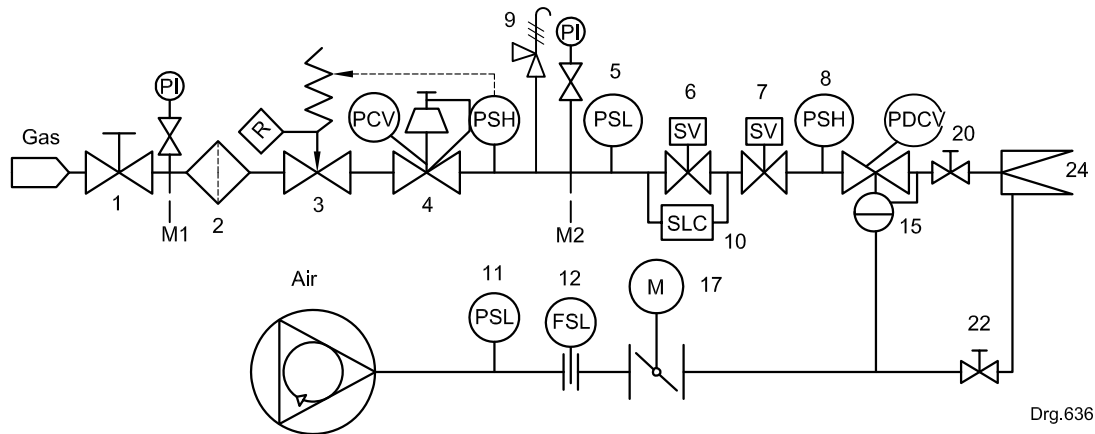 9
PI
5
6
7
8
PI
SV
SV
R
PCV
PSH
PSL
PSH
PDCV
20
Gas
24
1
2
3
4
M1
M2
SLC
10
15
Air
11
12
M
17
PSL
FSL
22
Drg.636